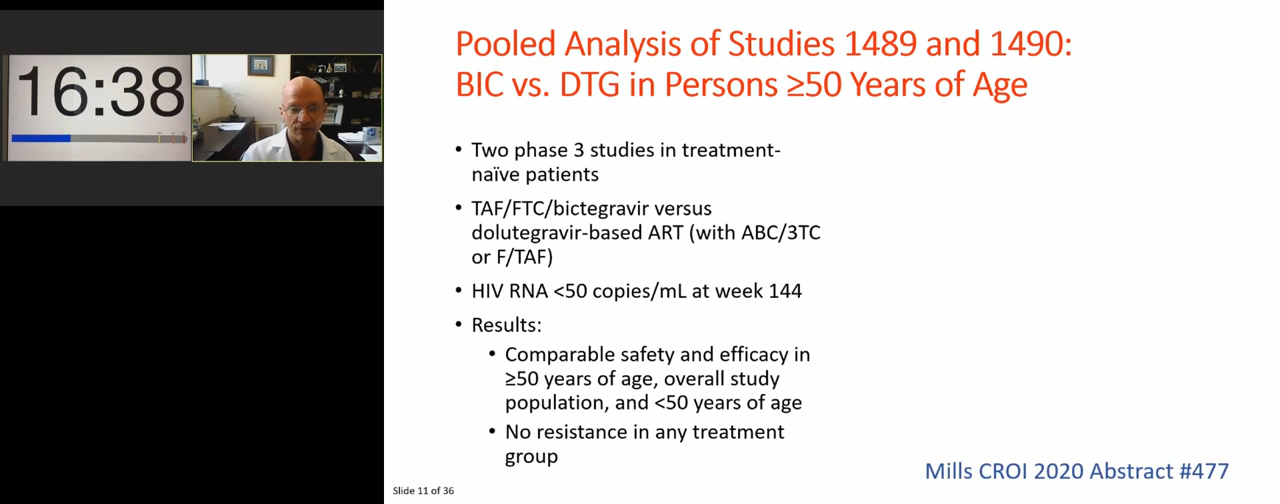 16:38
Pooled Analysis of Studies 1489 and 1490:
BIC vs. DTG in Persons ≥50 Years of Age
• Two phase 3 studies in treatment-
naïve patients
• TAF/FTC/bictegravir versus
dolutegravir-based ART (with ABC/3TC
or F/TAF)
• HIV RNA <50 copies/mL at week 144
• Results:
• Comparable safety and efficacy in
≥50 years of age, overall study
population, and <50 years of age
• No resistance in any treatment
group
Mills CROI 2020 Abstract #477
Slide 11 of 36